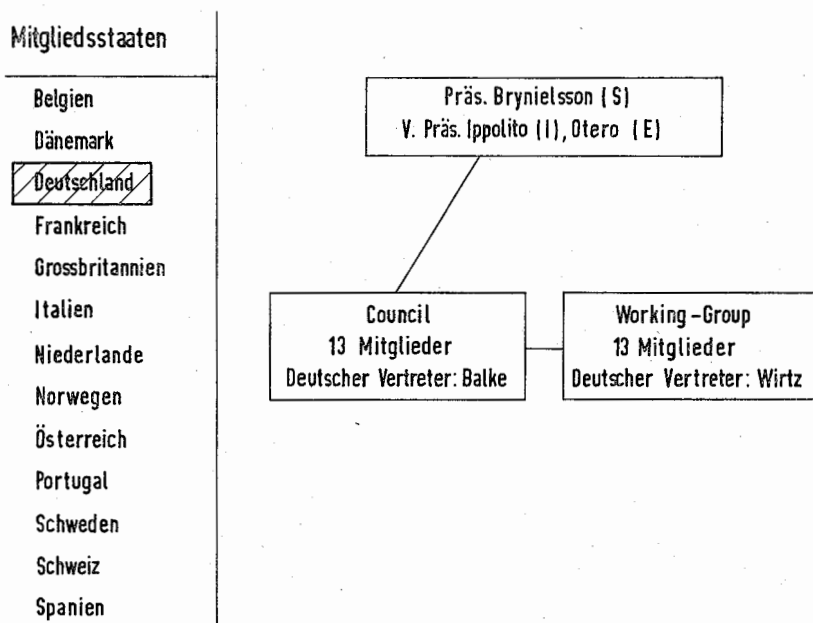 Mitgliedsstaaten
Belgien
Dänemark
Deutschland
Frankreich
Grossbritannien
Italien
Niederlande
Norwegen
Österreich
Portugal
Schweden
Schweiz
Spanien
Präs. Brynielsson (S)
V. Präs. Ippolito (I), Otero (E)
Council
13 Mitglieder
Deutscher Vertreter: Balke
Working-Group
13 Mitglieder
Deutscher Vertreter: Wirtz